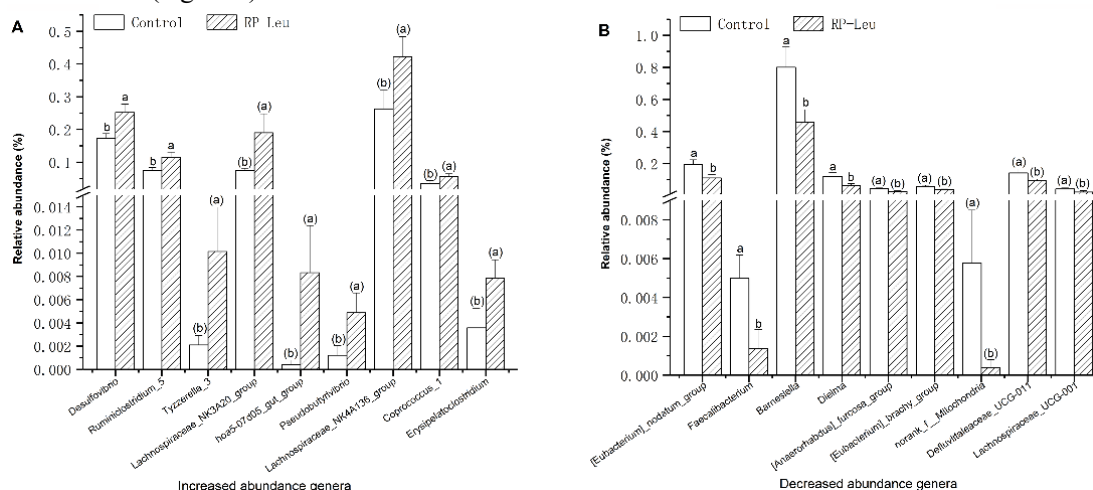 A
Control
RP Leu
Relative abundance (%)
0.5
0.4
0.3
0.2
0.1
0.014
0.012
0.010
0.008
0.006
0.004
0.002
0.000
b
a
b
a
(b)
(a)
(b)
(a)
(b)
(a)
(b)
(a)
(b)
(a)
(b)
(a)
(b)
(a)
Desulfovibrio
Ruminiclostridium_5
Tyzzerella_3
Lachnospiraceae_NK3A20_group
hoa5-07d05_gut_group
Pseudobutyrivibrio
Lachnospiraceae_NK4A136_group
Coprococcus_1
Erysipelatoclostridium
Increased abundance genera
B
Control
RP-Leu
Relative abundance (%)
1.0
0.8
0.6
0.4
0.2
0.008
0.006
0.004
0.002
0.000
a
b
a
b
a
b
a
b
(a)
(b)
(a)
(b)
(a)
(b)
(a)
(b)
(a)
(b)
[Eubacterium]_nodatum_group
Faecalibacterium
Barnesiella
Dielma
[Anaerorhabdus]_furcosa_group
[Eubacterium]_brachy_group
norank_f__Mitochondria
Defluviitaleaceae_UCG-011
Lachnospiraceae_UCG-001
Decreased abundance genera